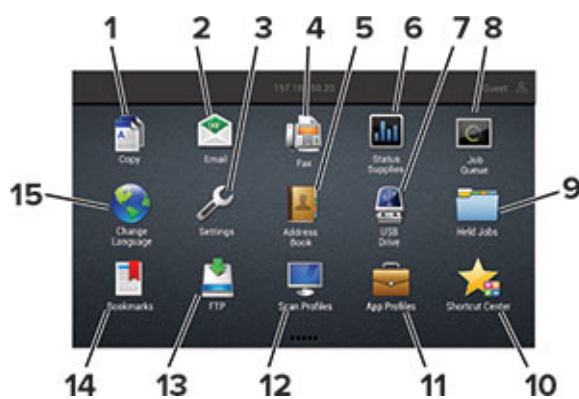 1 2 3 4 5 6 7 8
Guest
Copy Email Fax Status Supplies Job Queue
15
9
Change Language Settings Address Book USB Drive Held Jobs
Bookmarks FTP Scan Profiles App Profiles Shortcut Center
14 13 12 11 10